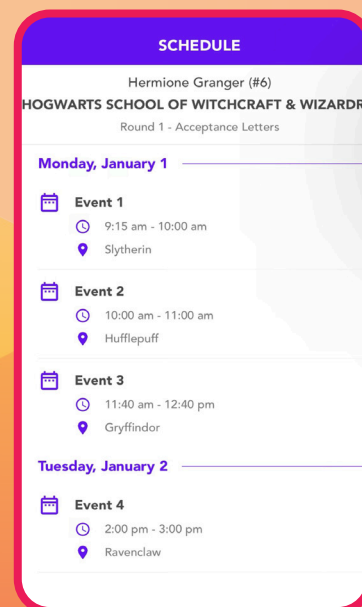 SCHEDULE
Hermione Granger (#6)
HOGWARTS SCHOOL OF WITCHCRAFT & WIZARDR
Round 1 - Acceptance Letters
Monday, January 1
Event 1
9:15 am - 10:00 am
Slytherin
Event 2
10:00 am - 11:00 am
Hufflepuff
Event 3
11:40 am - 12:40 pm
Gryffindor
Tuesday, January 2
Event 4
2:00 pm - 3:00 pm
Ravenclaw